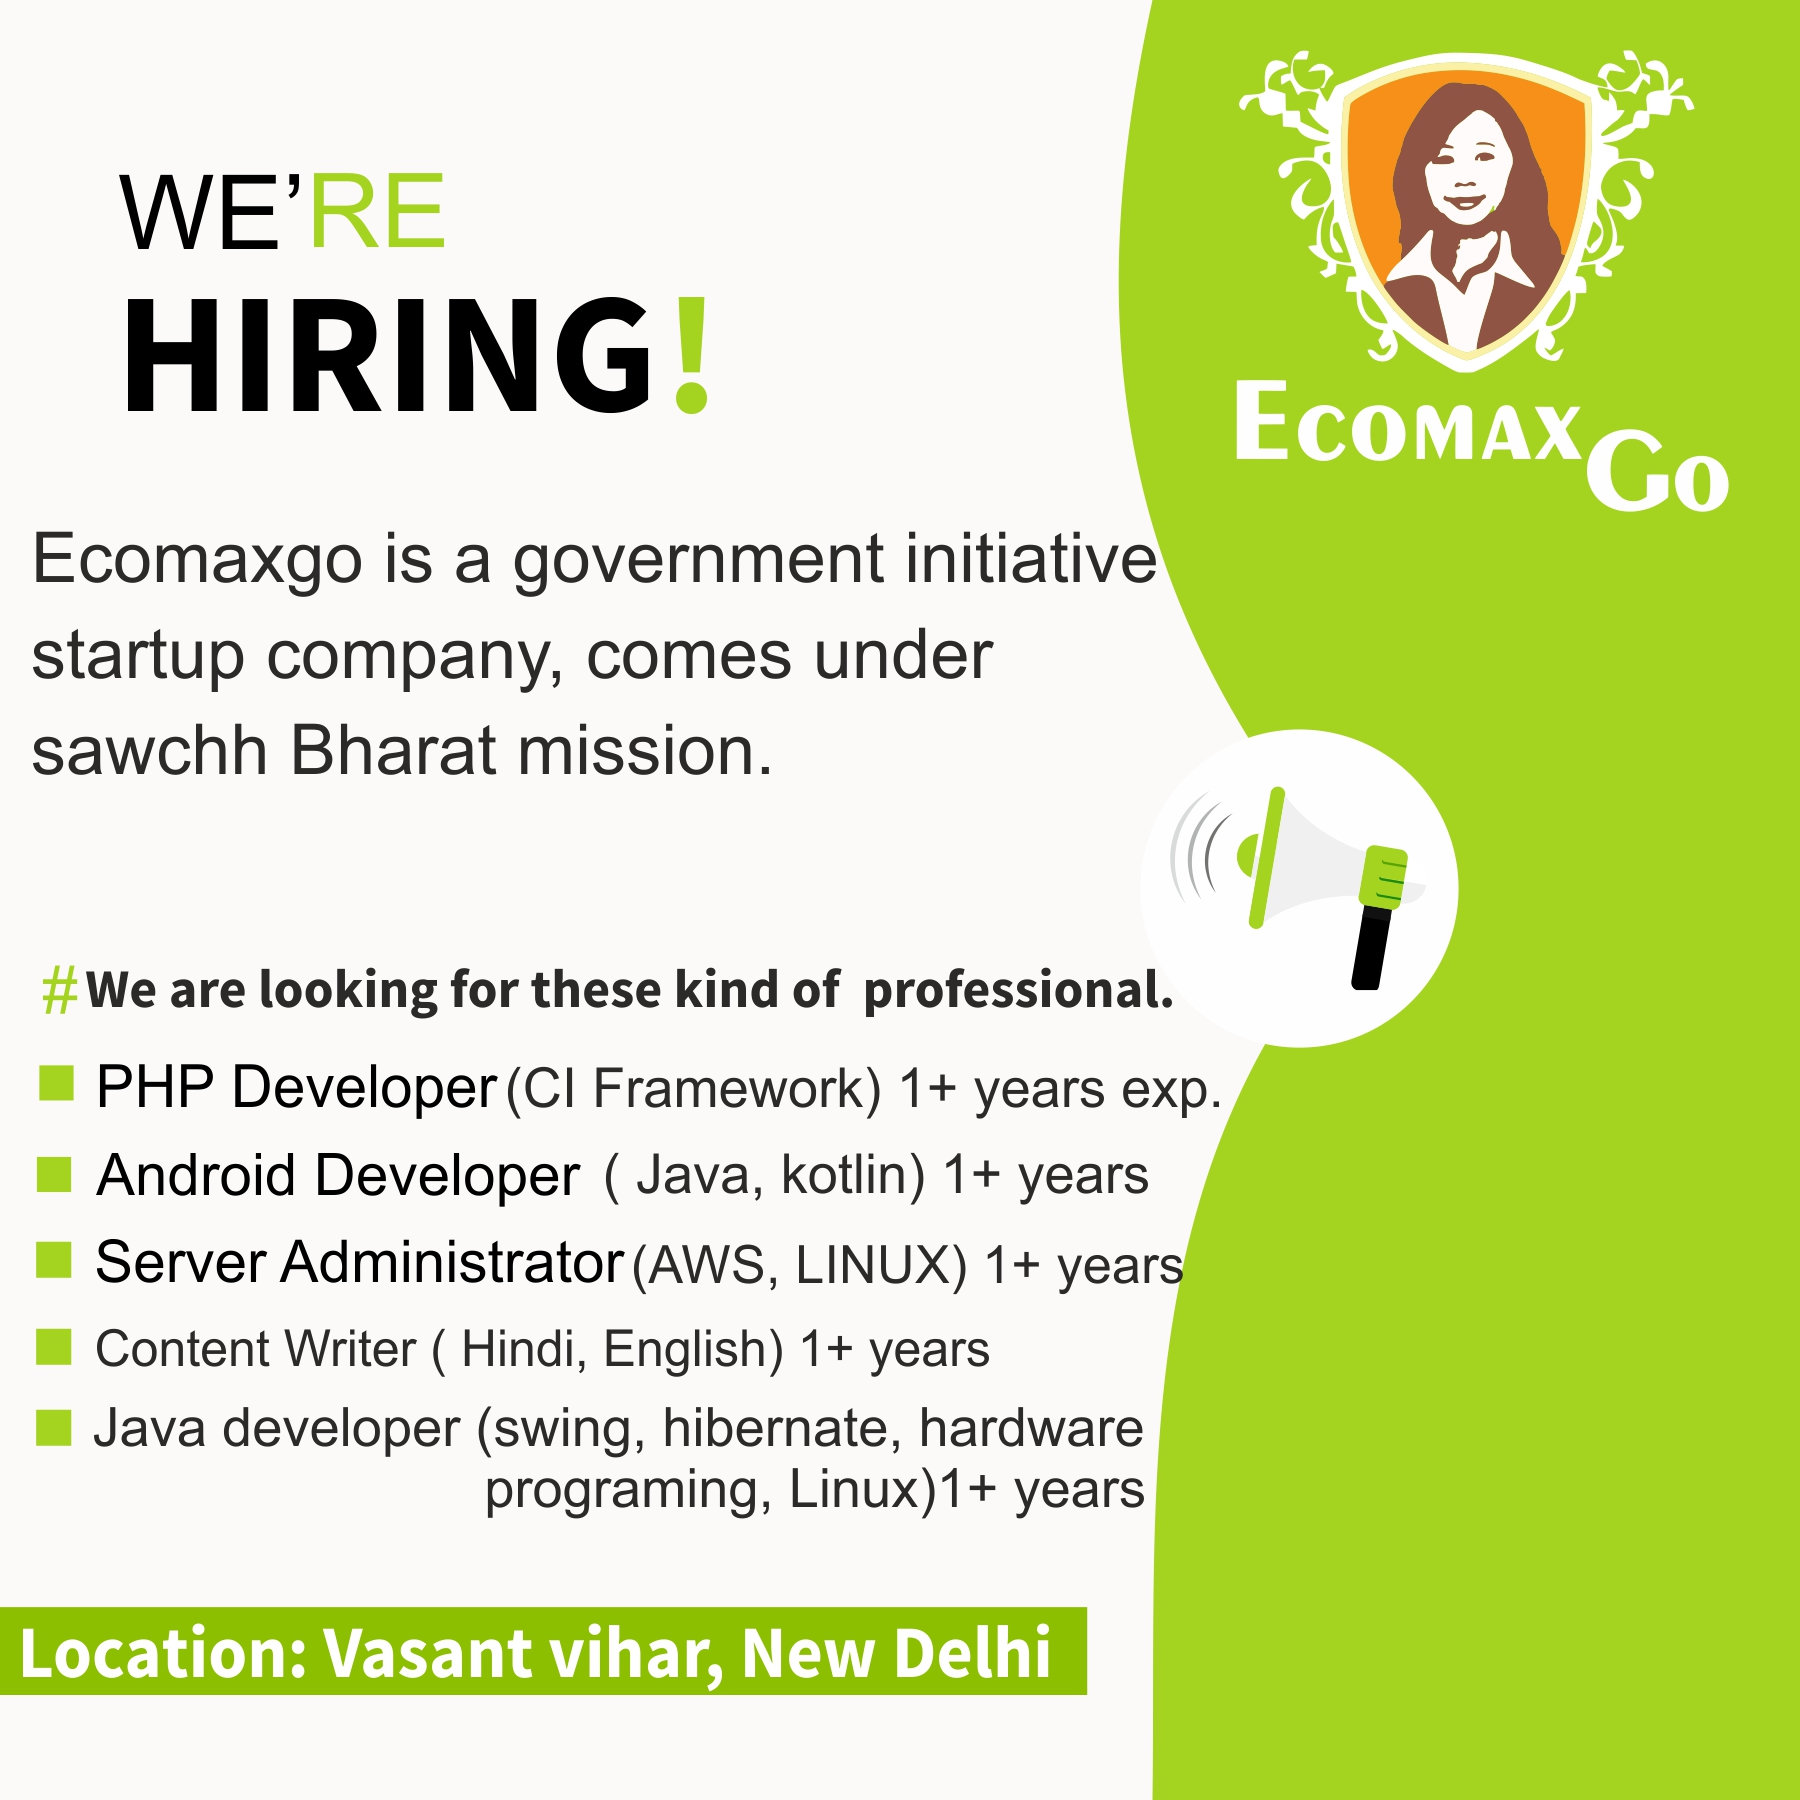 WE'RE
HIRING!
EcomaxGo
Ecomaxgo is a government initiative
startup company, comes under
sawchh Bharat mission.
#We are looking for these kind of professional.
PHP Developer (CI Framework) 1+ years exp.
Android Developer ( Java, kotlin) 1+ years
Server Administrator (AWS, LINUX) 1+ years
Content Writer ( Hindi, English) 1+ years
Java developer (swing, hibernate, hardware
programing, Linux)1+ years
Location: Vasant vihar, New Delhi